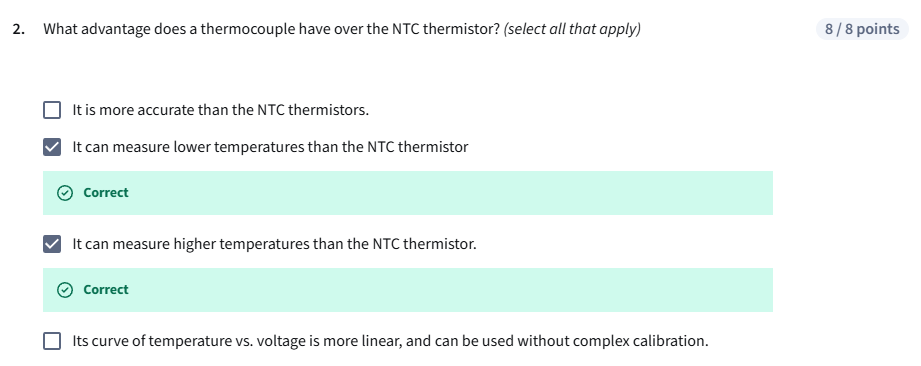 2. What advantage does a thermocouple have over the NTC thermistor? (select all that apply) 8 / 8 points
It is more accurate than the NTC thermistors.
It can measure lower temperatures than the NTC thermistor
Correct
It can measure higher temperatures than the NTC thermistor.
Correct
Its curve of temperature vs. voltage is more linear, and can be used without complex calibration.